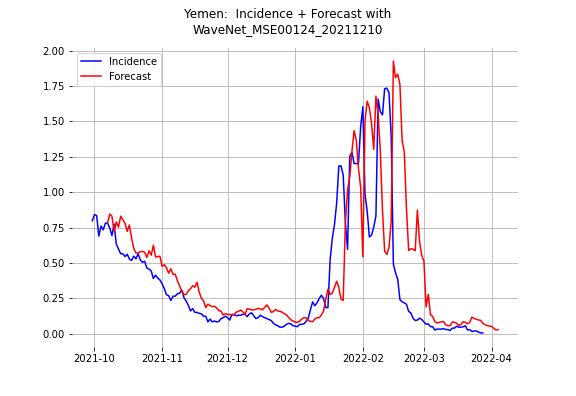 Yemen:  Incidence + Forecast with
WaveNet_MSE00124_20211210
Incidence
Forecast
2.00
1.75
1.50
1.25
1.00
0.75
0.50
0.25
0.00
2021-10 2021-11 2021-12 2022-01 2022-02 2022-03 2022-04